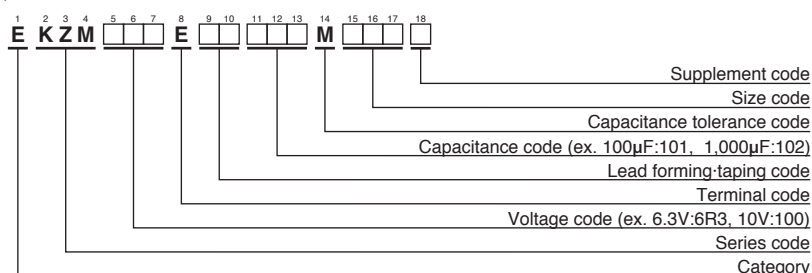 1 2 3 4 5 6 7 8 9 10 11 12 13 14 15 16 17 18
E K Z M E M
Supplement code
Size code
Capacitance tolerance code
Capacitance code (ex. 100μF:101, 1,000μF:102)
Lead forming·taping code
Terminal code
Voltage code (ex. 6.3V:6R3, 10V:100)
Series code
Category